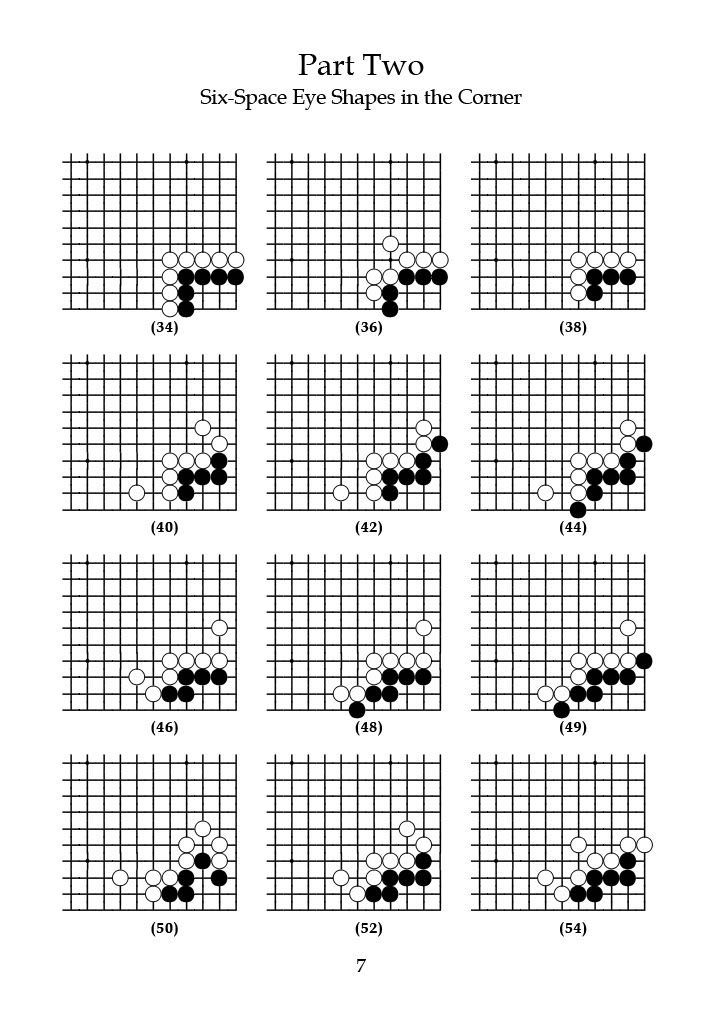 Part Two
Six-Space Eye Shapes in the Corner
(34) (36) (38)
(40) (42) (44)
(46) (48) (49)
(50) (52) (54)
7